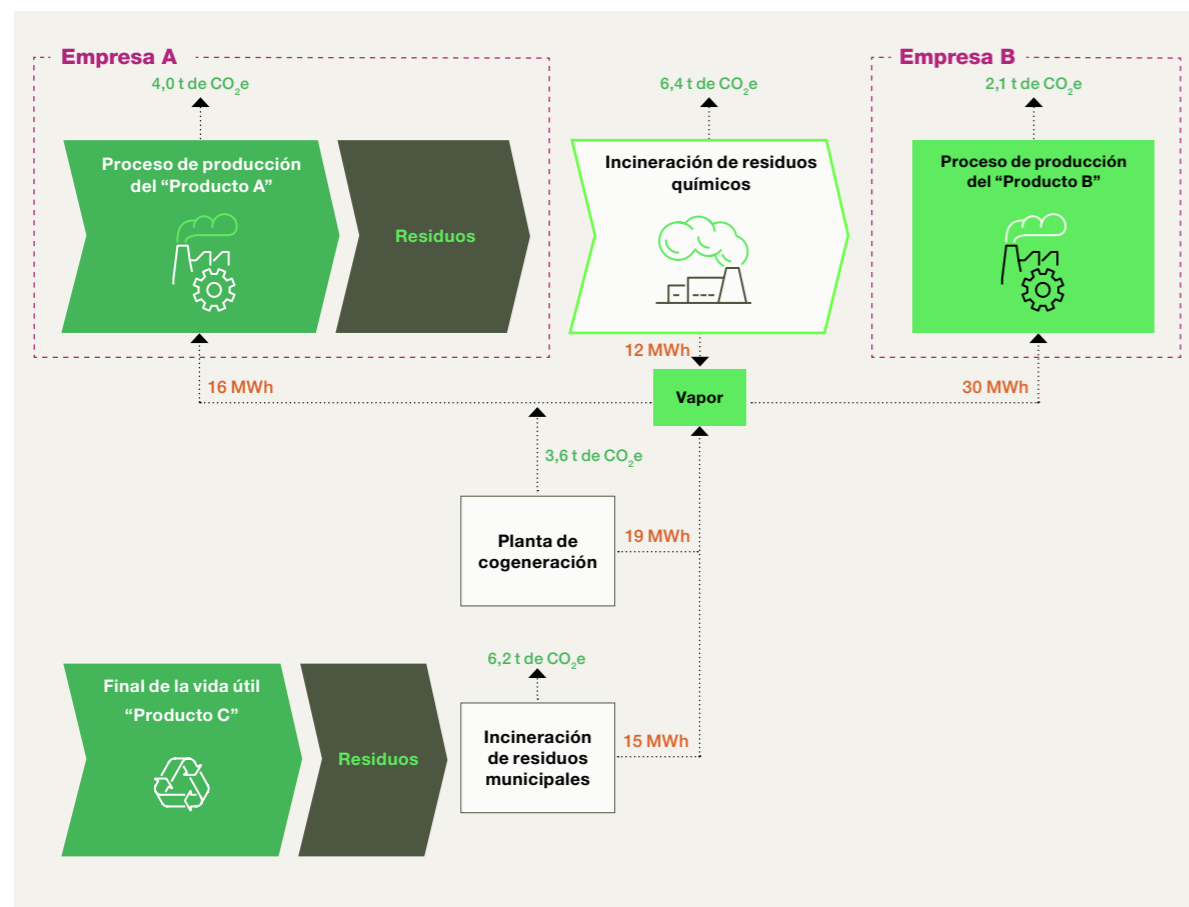 Empresa A
4,0 t de CO₂e
Proceso de producción
del “Producto A”
Residuos
6,4 t de CO₂e
Incineración de residuos
químicos
Empresa B
2,1 t de CO₂e
Proceso de producción
del “Producto B”
12 MWh
16 MWh
Vapor
30 MWh
3,6 t de CO₂e
Planta de
cogeneración
19 MWh
Final de la vida útil
“Producto C”
Residuos
6,2 t de CO₂e
Incineración
de residuos
municipales
15 MWh